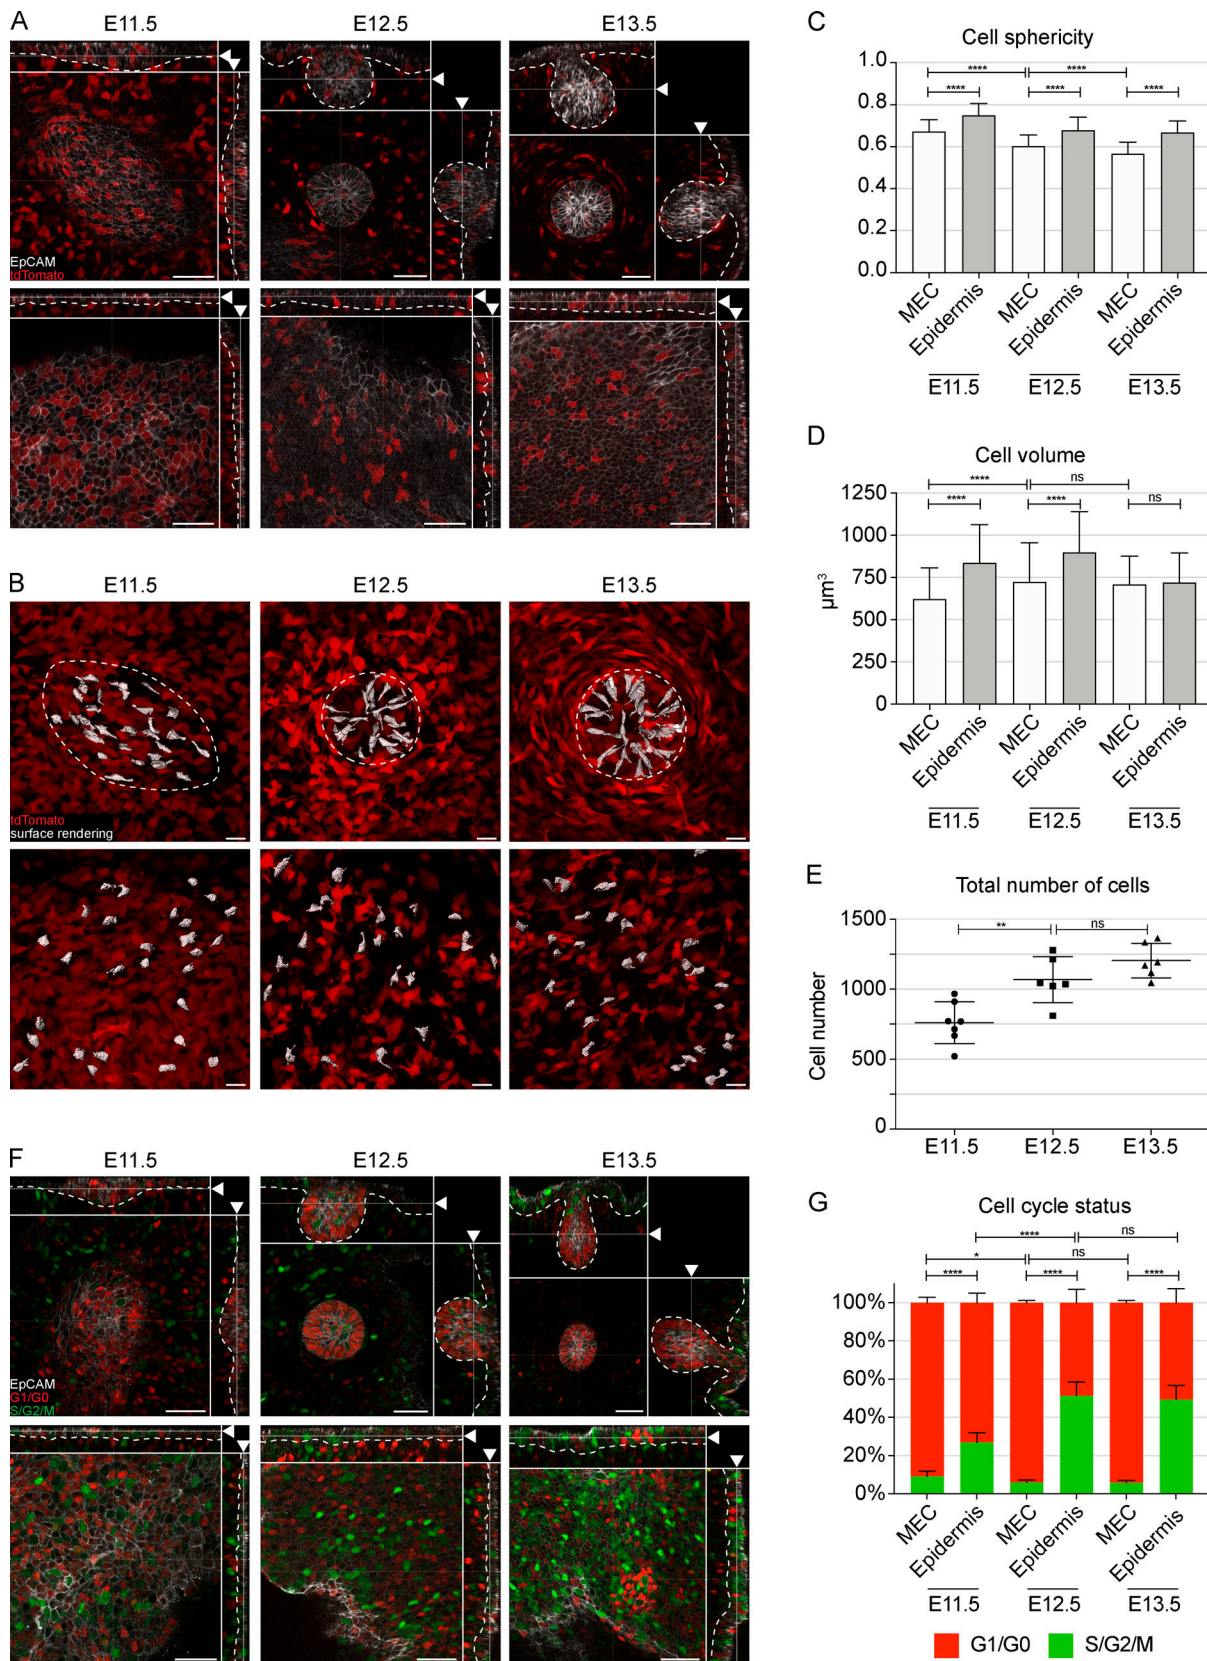 A
E11.5 E12.5 E13.5
EpCAM
tdTomato
B
E11.5 E12.5 E13.5
tdTomato
surface rendering
F
E11.5 E12.5 E13.5
EpCAM
G1/G0
S/G2/M
C
Cell sphericity
**** ****
**** **** ****
1.0
0.8
0.6
0.4
0.2
0.0
MEC Epidermis MEC Epidermis MEC Epidermis
E11.5 E12.5 E13.5
D
Cell volume
**** ns
**** **** ns
1250
1000
750
500
250
0
µm³
MEC Epidermis MEC Epidermis MEC Epidermis
E11.5 E12.5 E13.5
E
Total number of cells
** ns
1500
1000
500
0
Cell number
E11.5 E12.5 E13.5
G
Cell cycle status
**** ns
* ns
**** **** ****
100%
80%
60%
40%
20%
0%
MEC Epidermis MEC Epidermis MEC Epidermis
E11.5 E12.5 E13.5
G1/G0 S/G2/M